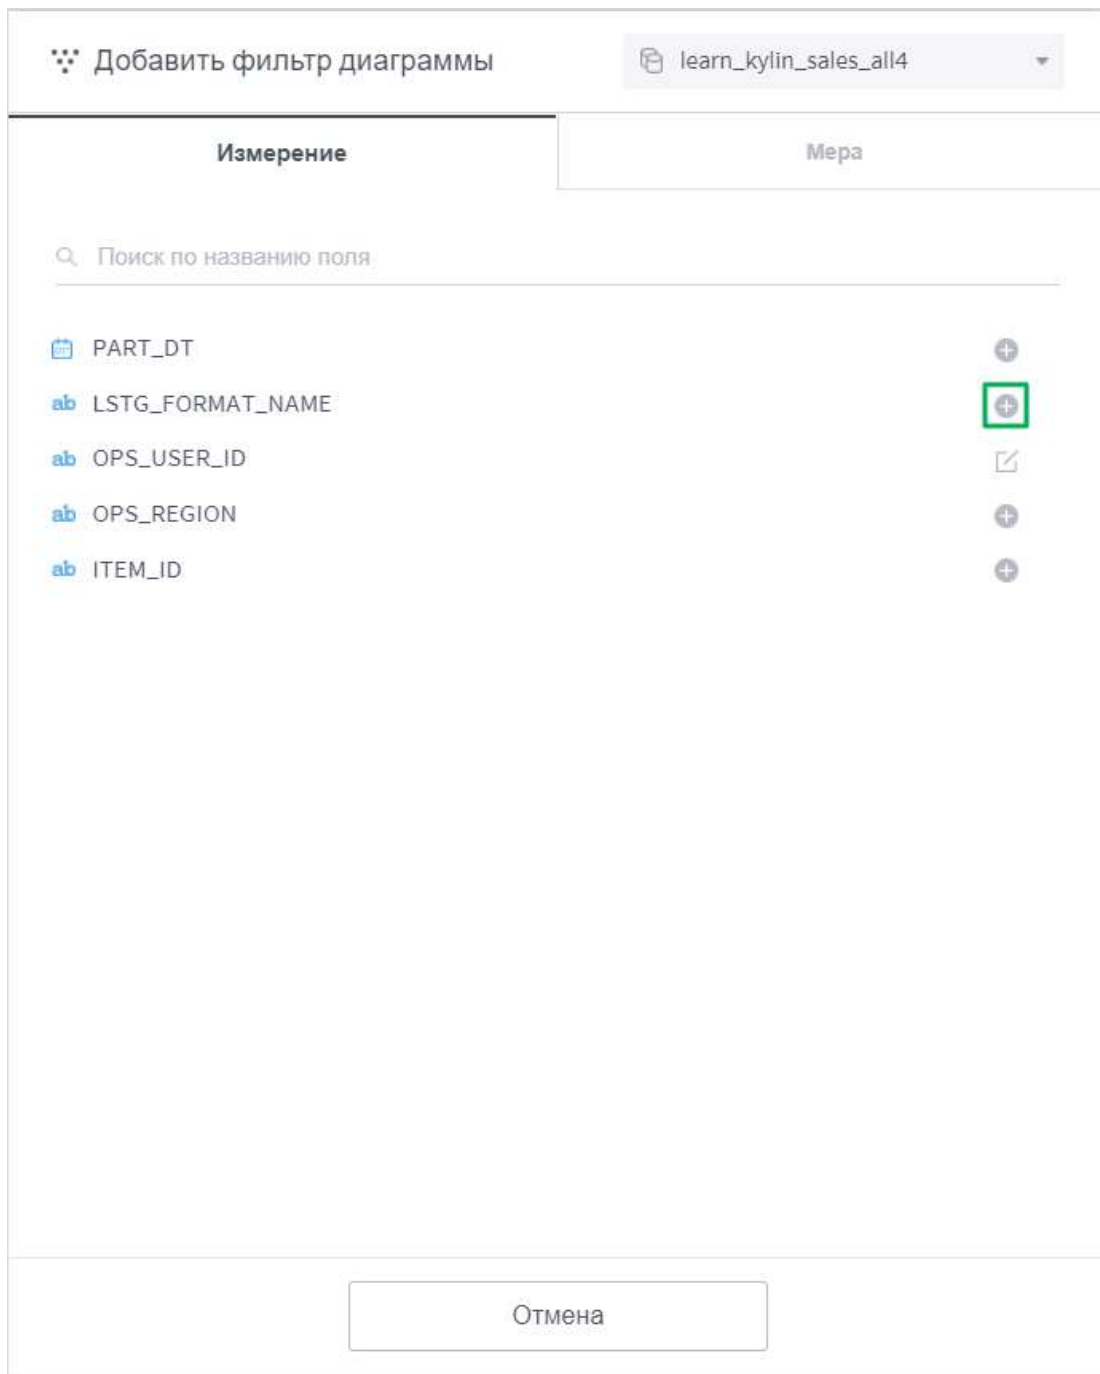 Добавить фильтр диаграммы
learn_kylin_sales_all4
Измерение
Мера
Поиск по названию поля
PART_DT
ab LSTG_FORMAT_NAME
ab OPS_USER_ID
ab OPS_REGION
ab ITEM_ID
Отмена